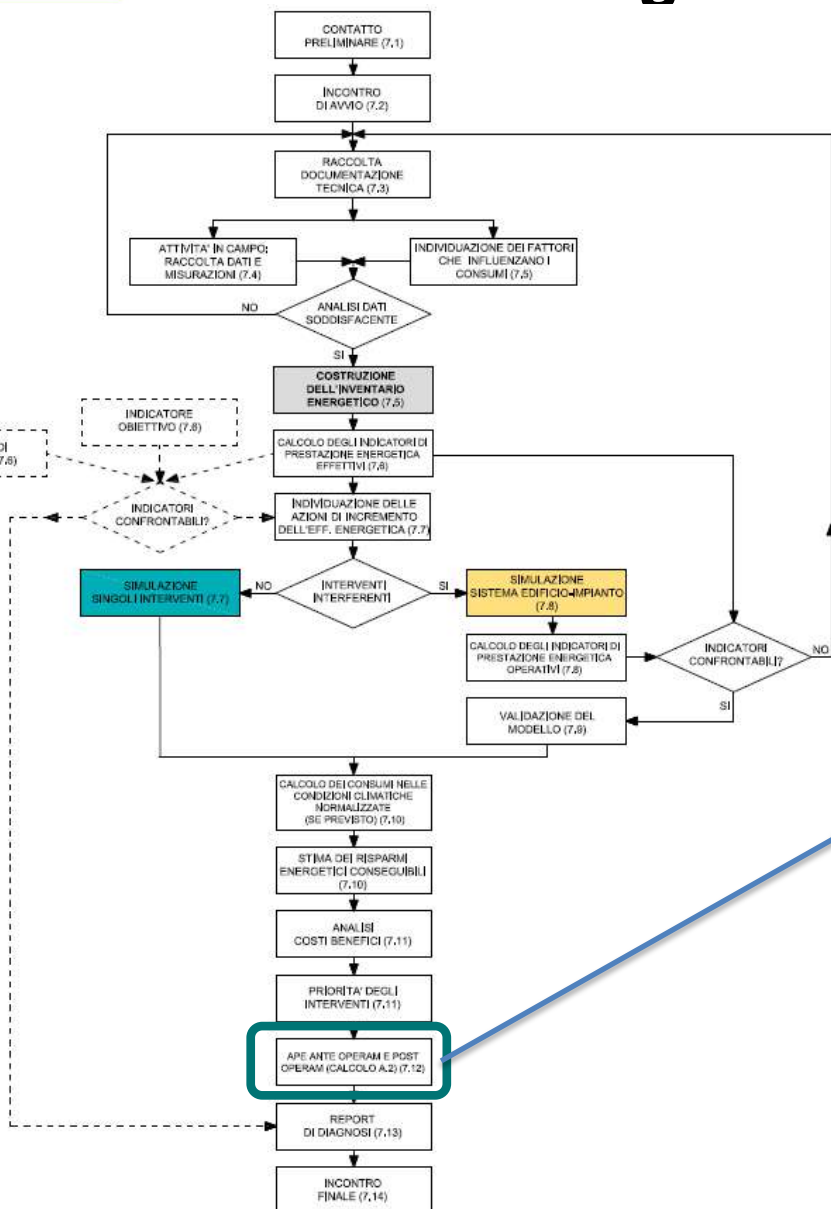 CONTATTO
PRELIMINARE (7.1)
INCONTRO
DI AVVIO (7.2)
RACCOLTA
DOCUMENTAZIONE
TECNICA (7.3)
ATTIVITA' IN CAMPO:
RACCOLTA DATI E
MISURAZIONI (7.4)
INDIVIDUAZIONE DEI FATTORI
CHE INFLUENZANO I
CONSUMI (7.5)
NO
ANALISI DATI
SODDISFACENTE
SI
COSTRUZIONE
DELL'INVENTARIO
ENERGETICO (7.5)
INDICATORE
OBIETTIVO (7.6)
DI
7.6)
CALCOLO DEGLI INDICATORI DI
PRESTAZIONE ENERGETICA
EFFETTIVI (7.6)
INDICATORI
CONFRONTABILI?
INDIVIDUAZIONE DELLE
AZIONI DI INCREMENTO
DELL'EFF. ENERGETICA (7.7)
SIMULAZIONE
SINGOLI INTERVENTI (7.7)
NO
INTERVENTI
INTERFERENTI
SI
SIMULAZIONE
SISTEMA EDIFICIO-IMPIANTO
(7.8)
CALCOLO DEGLI INDICATORI DI
PRESTAZIONE ENERGETICA
OPERATIVI (7.8)
INDICATORI
CONFRONTABILI?
NO
SI
VALIDAZIONE DEL
MODELLO (7.9)
CALCOLO DEI CONSUMI NELLE
CONDIZIONI CLIMATICHE
NORMALIZZATE
(SE PREVISTO) (7.10)
STIMA DEI RISPARMI
ENERGETICI CONSEGUIBILI
(7.10)
ANALISI
COSTI BENEFICI (7.11)
PRIORITA' DEGLI
INTERVENTI (7.11)
APE ANTE OPERAM E POST
OPERAM (CALCOLO A.2) (7.12)
REPORT
DI DIAGNOSI (7.13)
INCONTRO
FINALE (7.14)